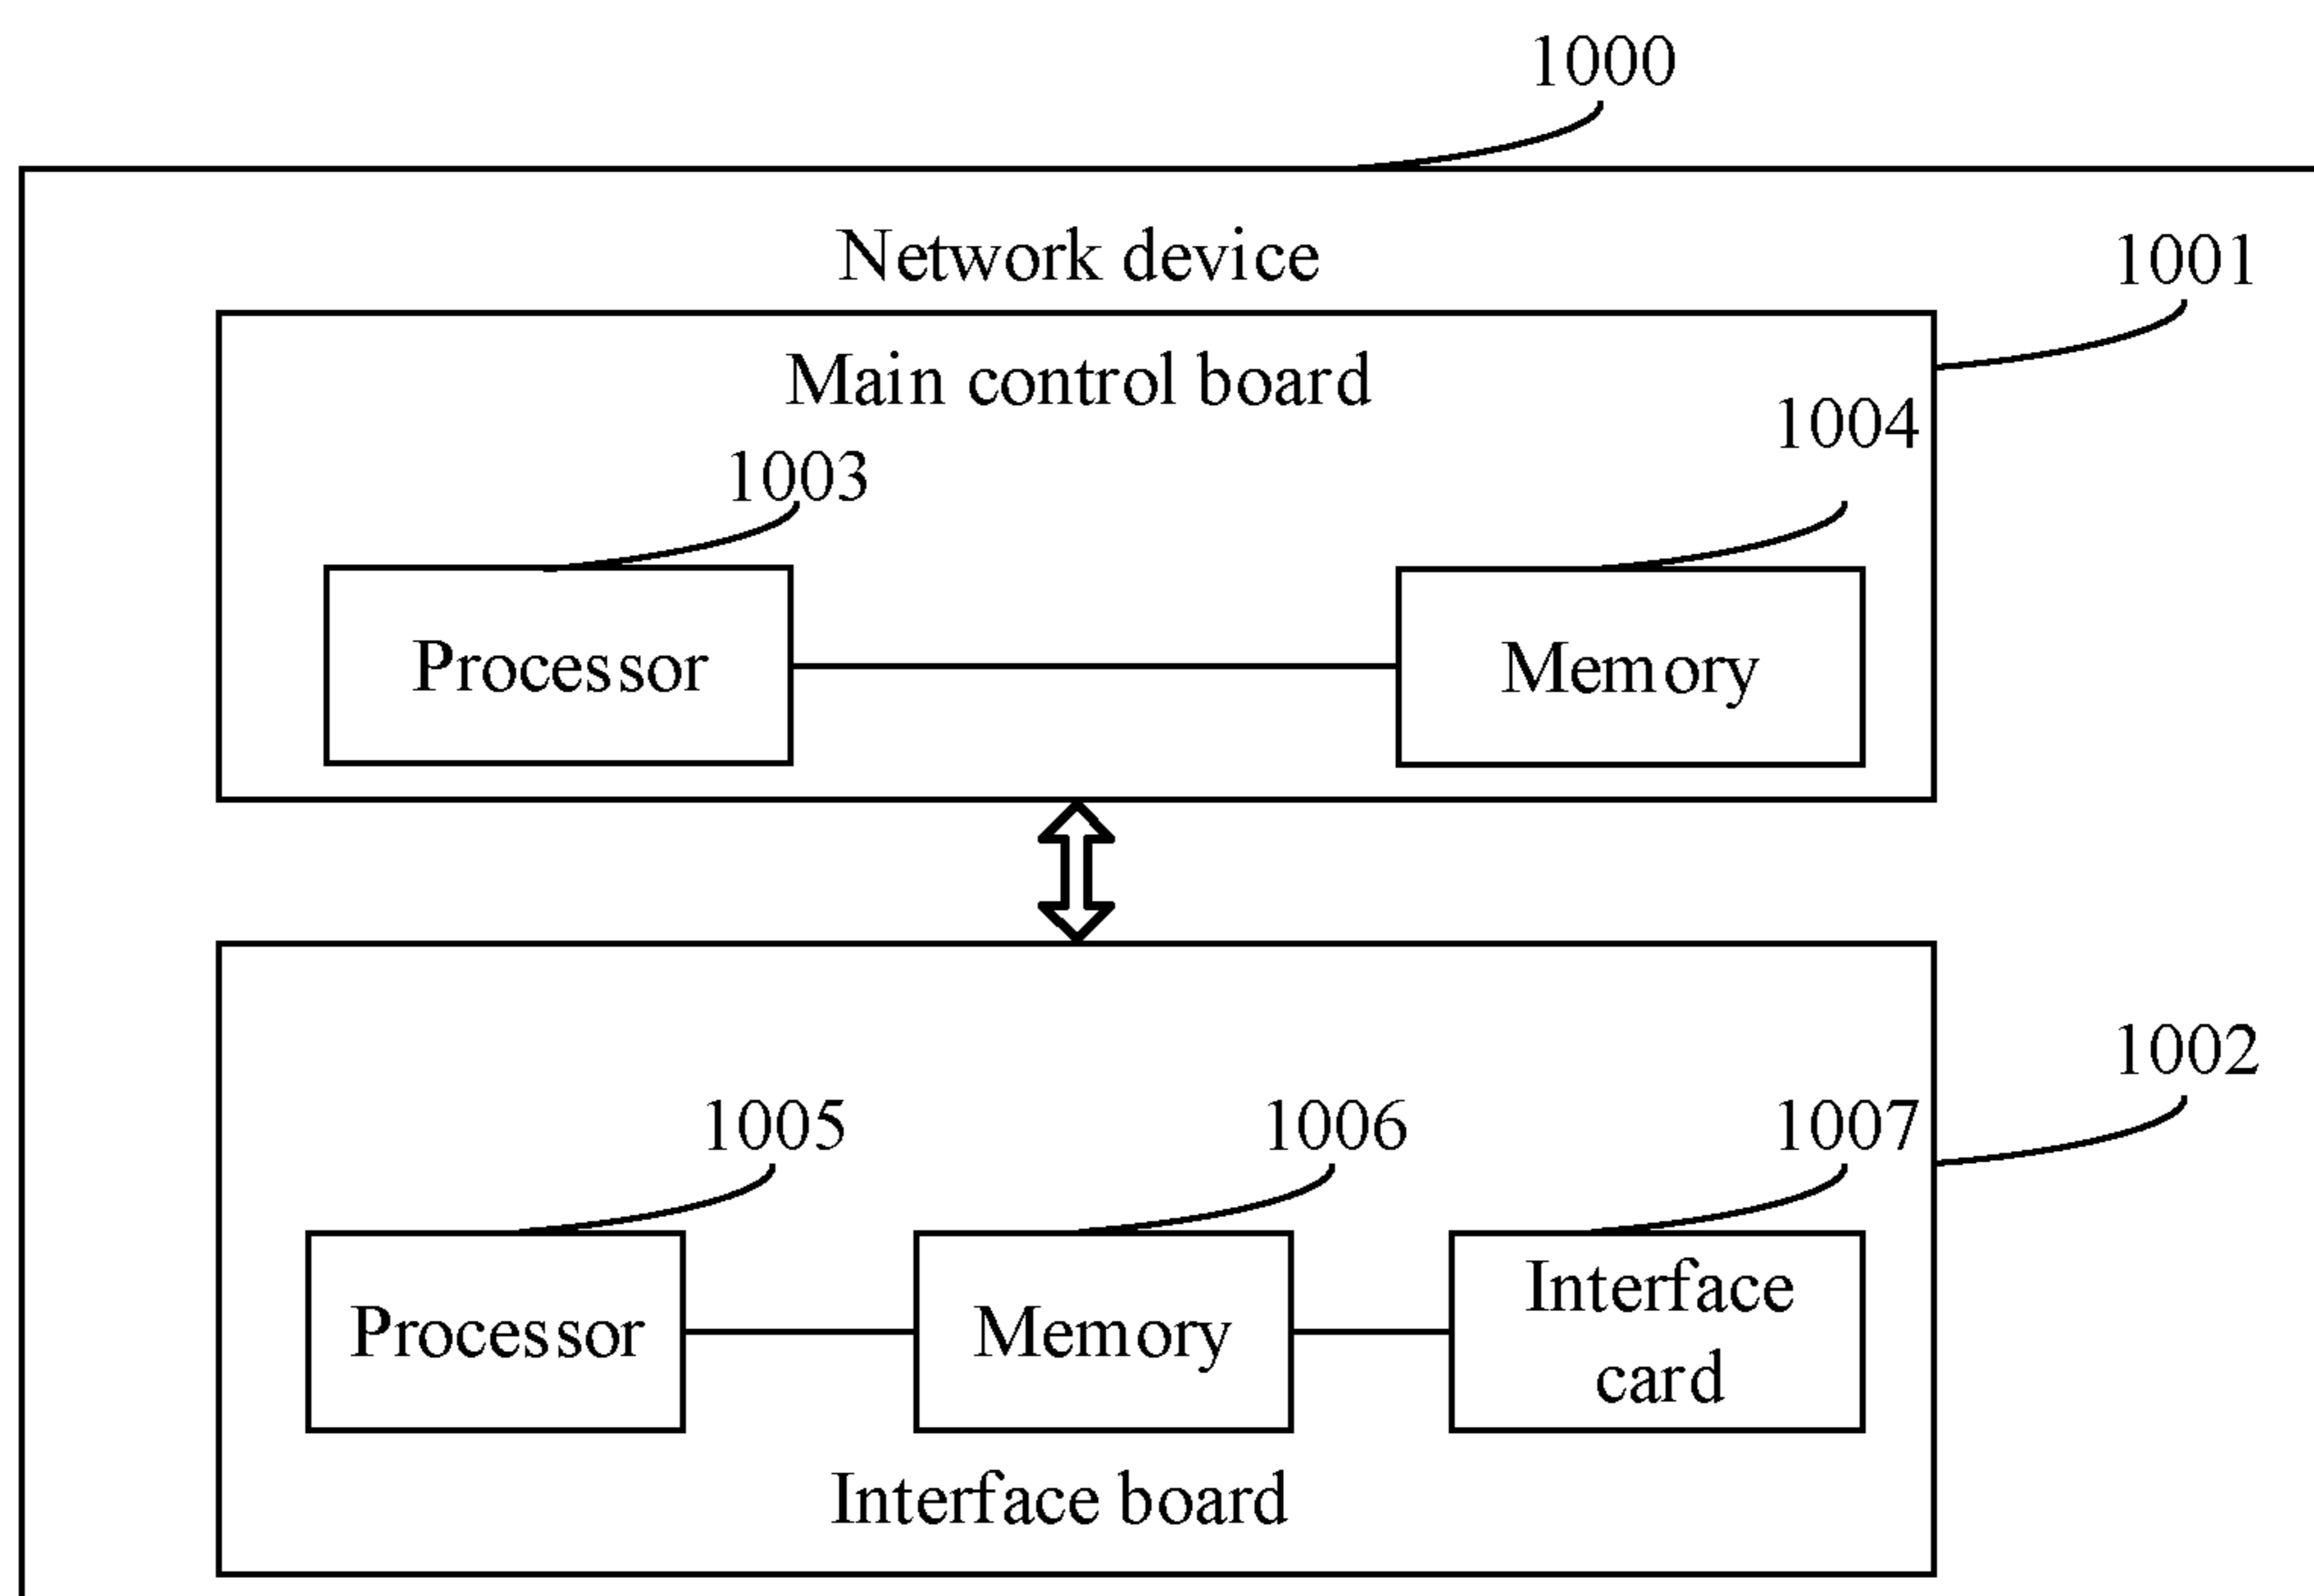 1000
Network device
1001
Main control board
1004
1003
Processor
Memory
1002
1005
1006
1007
Processor
Memory
Interface
card
Interface board